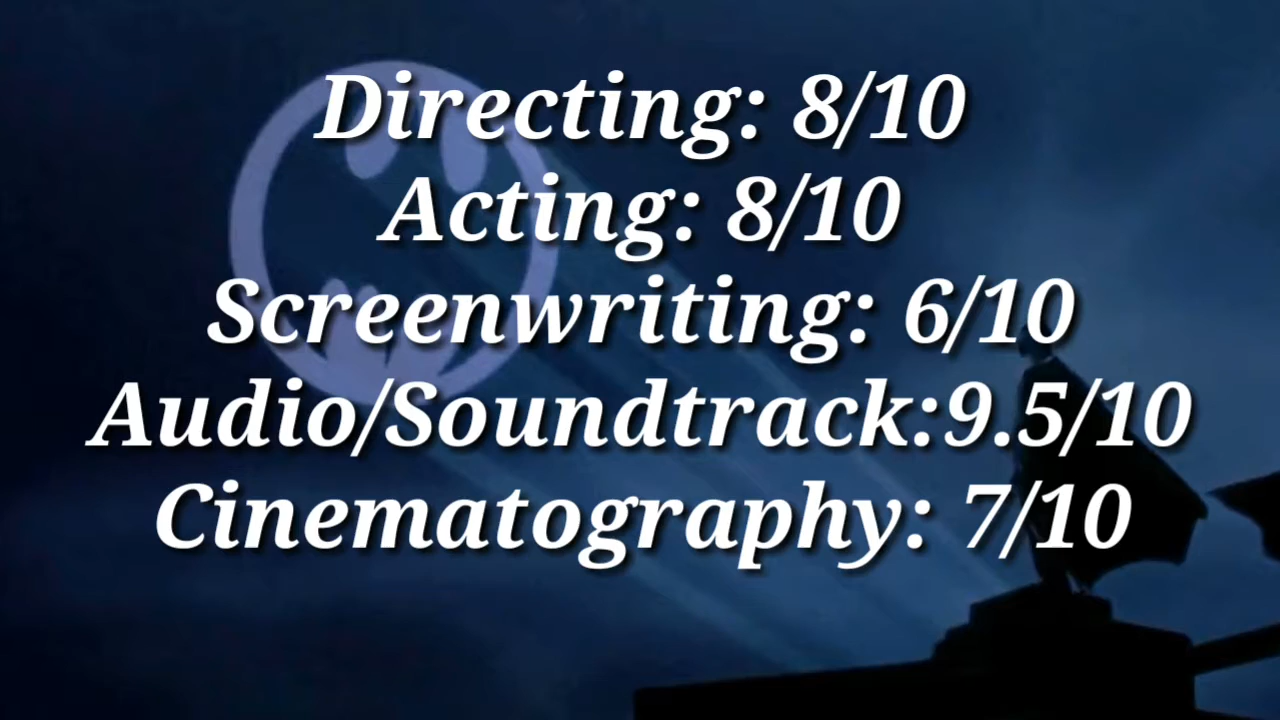 Directing: 8/10
Acting: 8/10
Screenwriting: 6/10
Audio/Soundtrack:9.5/10
Cinematography: 7/10